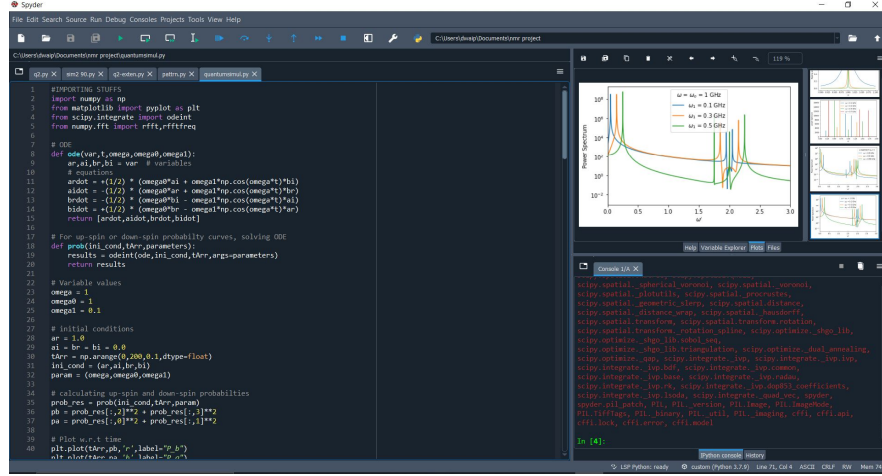 Spyder
File Edit Search Source Run Debug Consoles Projects Tools View Help
C:\Users\dwaip\Documents\nmr project
C:\Users\dwaip\Documents\nmr project\quantumsimul.py
q2.py X sim2 90.py X q2-exten.py X pattrn.py X quantumsimul.py X
1 #IMPORTING STUFFS
2 import numpy as np
3 from matplotlib import pyplot as plt
4 from scipy.integrate import odeint
5 from numpy.fft import rfft,rfftfreq
6
7 # ODE
8 def ode(var,t,omega,omega0,omega1):
9 ar,ai,br,bi = var # variables
10 # equations
11 ardot = +(1/2) * (omega0*ai + omega1*np.cos(omega*t)*bi)
12 aidot = -(1/2) * (omega0*ar + omega1*np.cos(omega*t)*br)
13 brdot = -(1/2) * (omega0*bi - omega1*np.cos(omega*t)*ai)
14 bidot = +(1/2) * (omega0*br - omega1*np.cos(omega*t)*ar)
15 return [ardot,aidot,brdot,bidot]
16
17 # For up-spin or down-spin probabilty curves, solving ODE
18 def prob(ini_cond,tArr,parameters):
19 results = odeint(ode,ini_cond,tArr,args=parameters)
20 return results
21
22 # Variable values
23 omega = 1
24 omega0 = 1
25 omega1 = 0.1
26
27 # initial conditions
28 ar = 1.0
29 ai = br = bi = 0.0
30 tArr = np.arange(0,200,0.1,dtype=float)
31 ini_cond = (ar,ai,br,bi)
32 param = (omega,omega0,omega1)
33
34 # calculating up-spin and down-spin probabilties
35 prob_res = prob(ini_cond,tArr,param)
36 pb = prob_res[:,2]**2 + prob_res[:,3]**2
37 pa = prob_res[:,0]**2 + prob_res[:,1]**2
38
39 # Plot w.r.t time
40 plt.plot(tArr,pb,'r',label="P_b")
plt.plot(tArr,pa,'b',label="P_a")
119 %
ω = ω₀ = 1 GHz
ω₁ = 0.1 GHz
ω₁ = 0.3 GHz
ω₁ = 0.5 GHz
Power Spectrum
10⁸
10⁶
10⁴
10²
10⁰
10⁻²
0.0 0.5 1.0 1.5 2.0 2.5 3.0
ω'
Help Variable Explorer Plots Files
Console 1/A X
scipy.spatial._spherical_voronoi, scipy.spatial._voronoi,
scipy.spatial._plotutils, scipy.spatial._procrustes,
scipy.spatial._geometric_slerp, scipy.spatial.distance,
scipy.spatial._distance_wrap, scipy.spatial._hausdorff,
scipy.spatial.transform, scipy.spatial.transform.rotation,
scipy.spatial.transform._rotation_spline, scipy.optimize._shgo_lib,
scipy.optimize._shgo_lib.sobol_seq,
scipy.optimize._shgo_lib.triangulation, scipy.optimize._dual_annealing,
scipy.optimize._qap, scipy.integrate._ivp, scipy.integrate._ivp.ivp,
scipy.integrate._ivp.bdf, scipy.integrate._ivp.common,
scipy.integrate._ivp.base, scipy.integrate._ivp.radau,
scipy.integrate._ivp.rk, scipy.integrate._ivp.dop853_coefficients,
scipy.integrate._ivp.lsoda, scipy.integrate._quad_vec, spyder,
spyder.pil_patch, PIL, PIL._version, PIL.Image, PIL.ImageMode,
PIL.TiffTags, PIL._binary, PIL._util, PIL._imaging, cffi, cffi.api,
cffi.lock, cffi.error, cffi.model
In [4]:
IPython console History
LSP Python: ready custom (Python 3.7.9) Line 71, Col 4 ASCII CRLF RW Mem 74